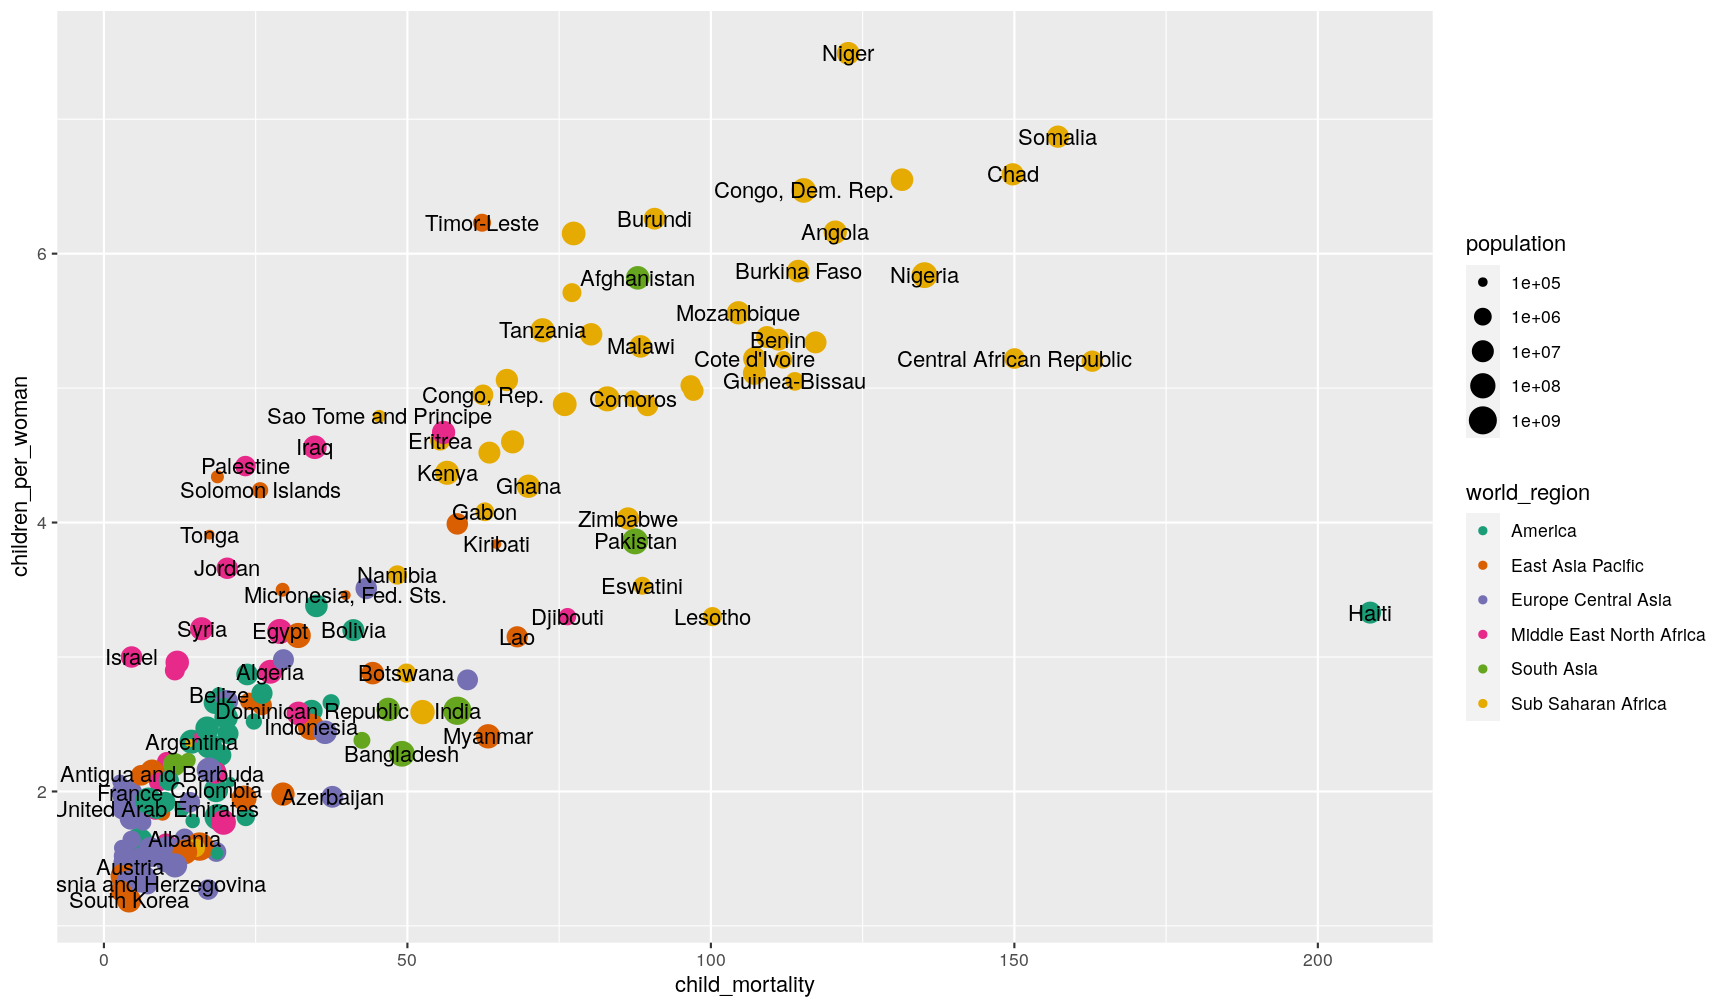 Niger
Somalia
Chad
Congo, Dem. Rep.
Timor-Leste
Burundi
Angola
population
6
Burkina Faso
Nigeria
Afghanistan
1e+05
Mozambique
1e+06
Tanzania
Benin
Malawi
1e+07
Cote d'Ivoire
Central African Republic
Guinea-Bissau
1e+08
Congo, Rep.
Comoros
Sao Tome and Principe
1e+09
Eritrea
Iraq
Palestine
Kenya
Ghana
Solomon Islands
world_region
children_per_woman
Gabon
4
Zimbabwe
America
Tonga
Kiribati
Pakistan
East Asia Pacific
Jordan
Namibia
Eswatini
Micronesia, Fed. Sts.
Europe Central Asia
Haiti
Djibouti
Lesotho
Syria
Egypt
Bolivia
Lao
Middle East North Africa
Israel
Algeria
Botswana
South Asia
Belize
Dominican Republic
India
Sub Saharan Africa
Indonesia
Myanmar
Argentina
Bangladesh
Antigua and Barbuda
2
France
Colombia
Azerbaijan
United Arab Emirates
Albania
Austria
snia and Herzegovina
South Korea
0
50
100
150
200
child_mortality